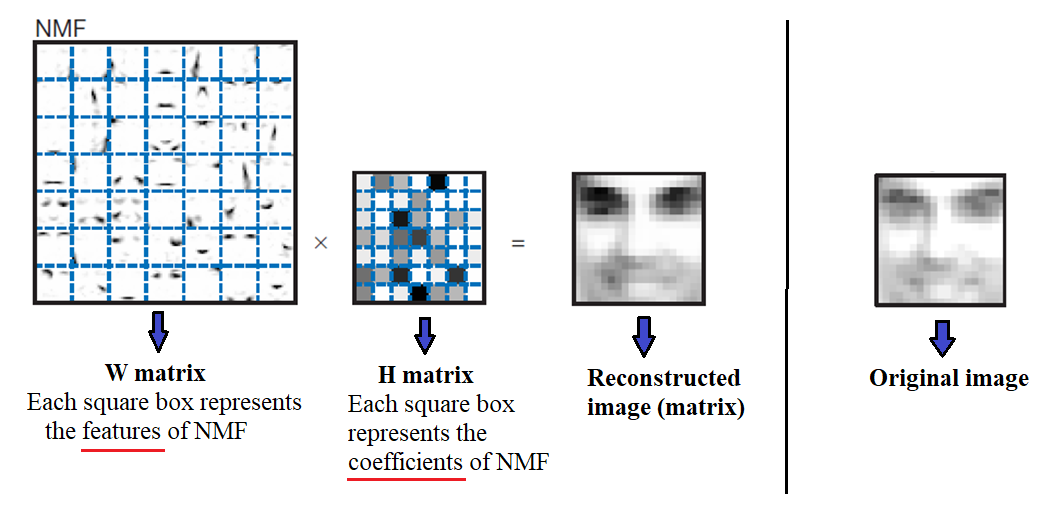 NMF
× =
W matrix
Each square box represents
the features of NMF
H matrix
Each square box
represents the
coefficients of NMF
Reconstructed
image (matrix)
Original image